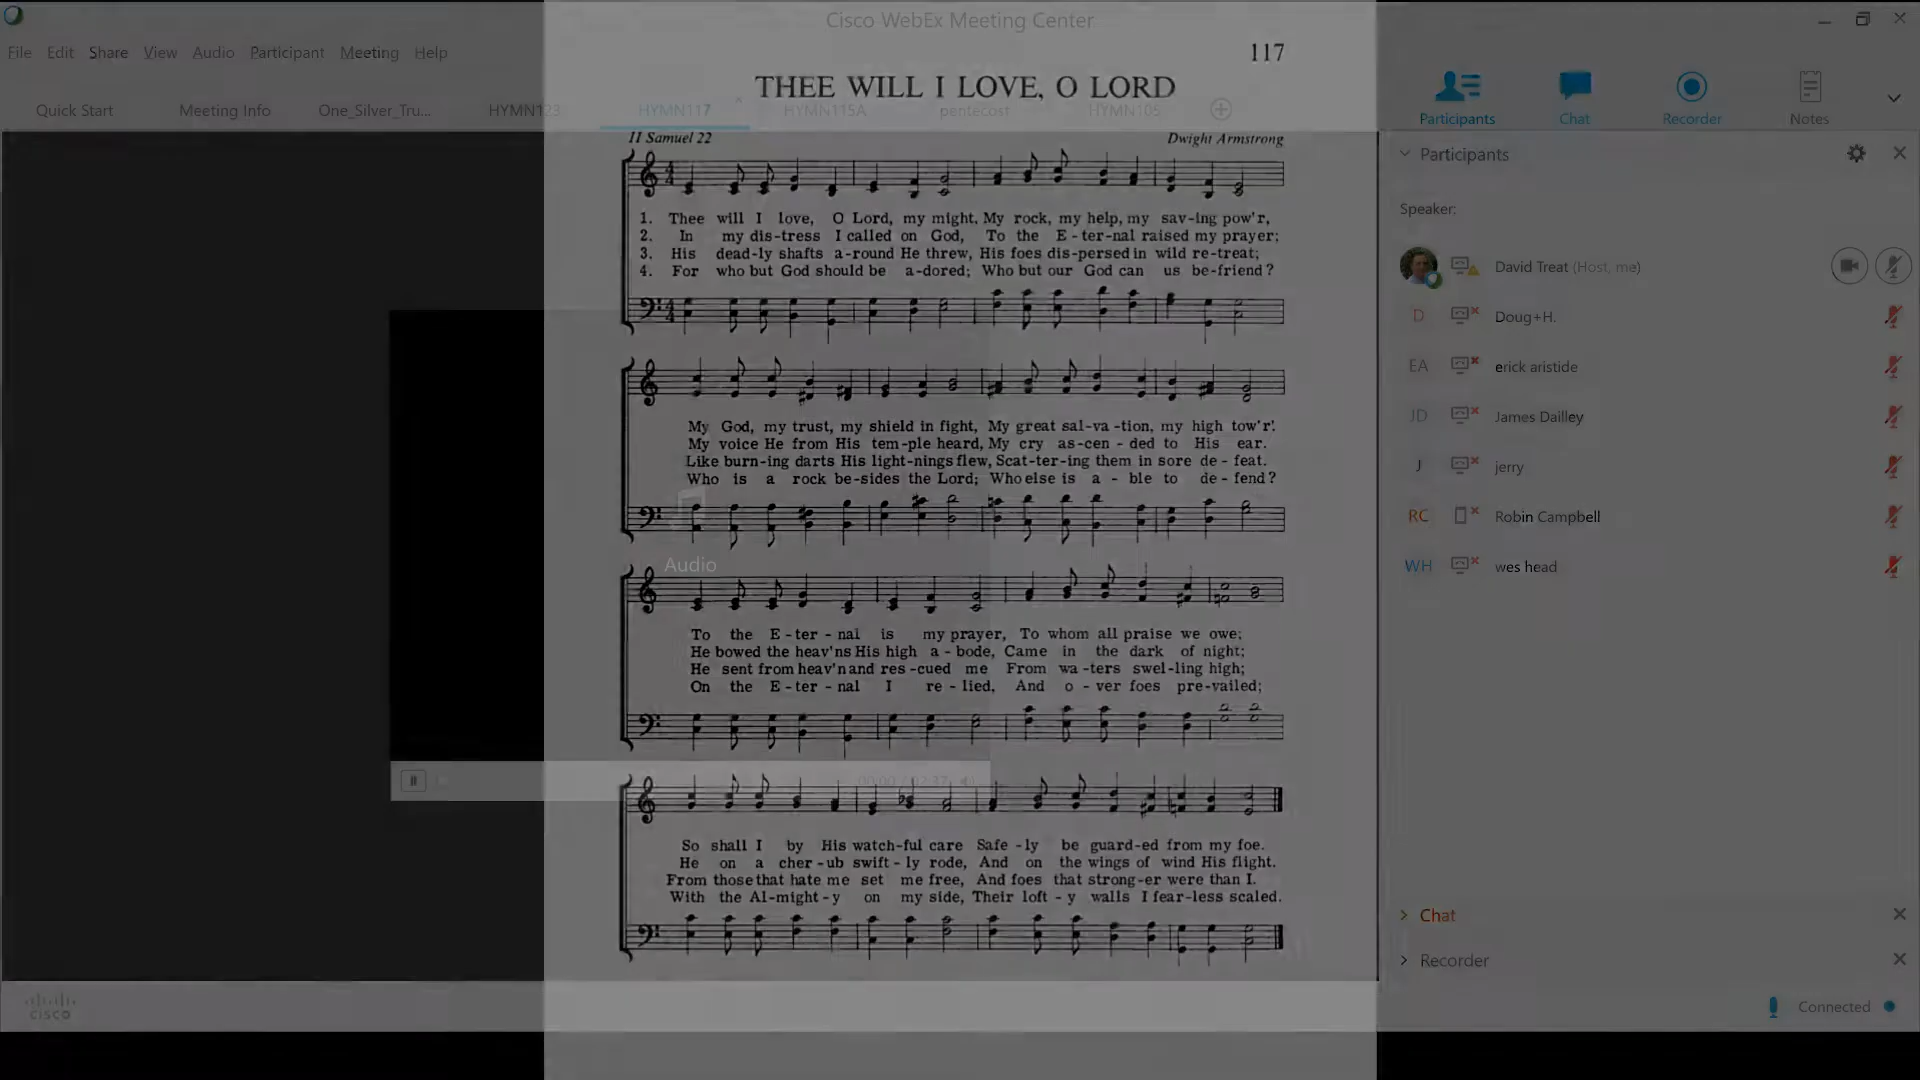 Cisco WebEx Meeting Center
File Edit Share View Audio Participant Meeting Help
117
THEE WILL I LOVE, O LORD
Quick Start Meeting Info One_Silver_Tru... HYMN123 HYMN117 HYMN115A pentecost HYMN105
Participants Chat Recorder Notes
II Samuel 22 Dwight Armstrong
1. Thee will I love, O Lord, my might, My rock, my help, my sav-ing pow'r,
2. In my dis-tress I called on God, To the E-ter-nal raised my prayer;
3. His dead-ly shafts a-round He threw, His foes dis-persed in wild re-treat;
4. For who but God should be a-dored; Who but our God can us be-friend?
My God, my trust, my shield in fight, My great sal-va-tion, my high tow'r.
My voice He from His tem-ple heard, My cry as-cen-ded to His ear.
Like burn-ing darts His light-nings flew, Scat-ter-ing them in sore de-feat.
Who is a rock be-sides the Lord; Who else is a-ble to de-fend?
Audio
To the E-ter-nal is my prayer, To whom all praise we owe;
He bowed the heav'ns His high a-bode, Came in the dark of night;
He sent from heav'n and res-cued me From wa-ters swel-ling high;
On the E-ter-nal I re-lied, And o-ver foes pre-vailed;
00:00 / 02:37
So shall I by His watch-ful care Safe-ly be guard-ed from my foe.
He on a cher-ub swift-ly rode, And on the wings of wind His flight.
From those that hate me set me free, And foes that strong-er were than I.
With the Al-might-y on my side, Their loft-y walls I fear-less scaled.
Participants
Speaker:
David Treat (Host, me)
D Doug+H.
EA erick aristide
JD James Dailley
J jerry
RC Robin Campbell
WH wes head
Chat
Recorder
cisco
Connected